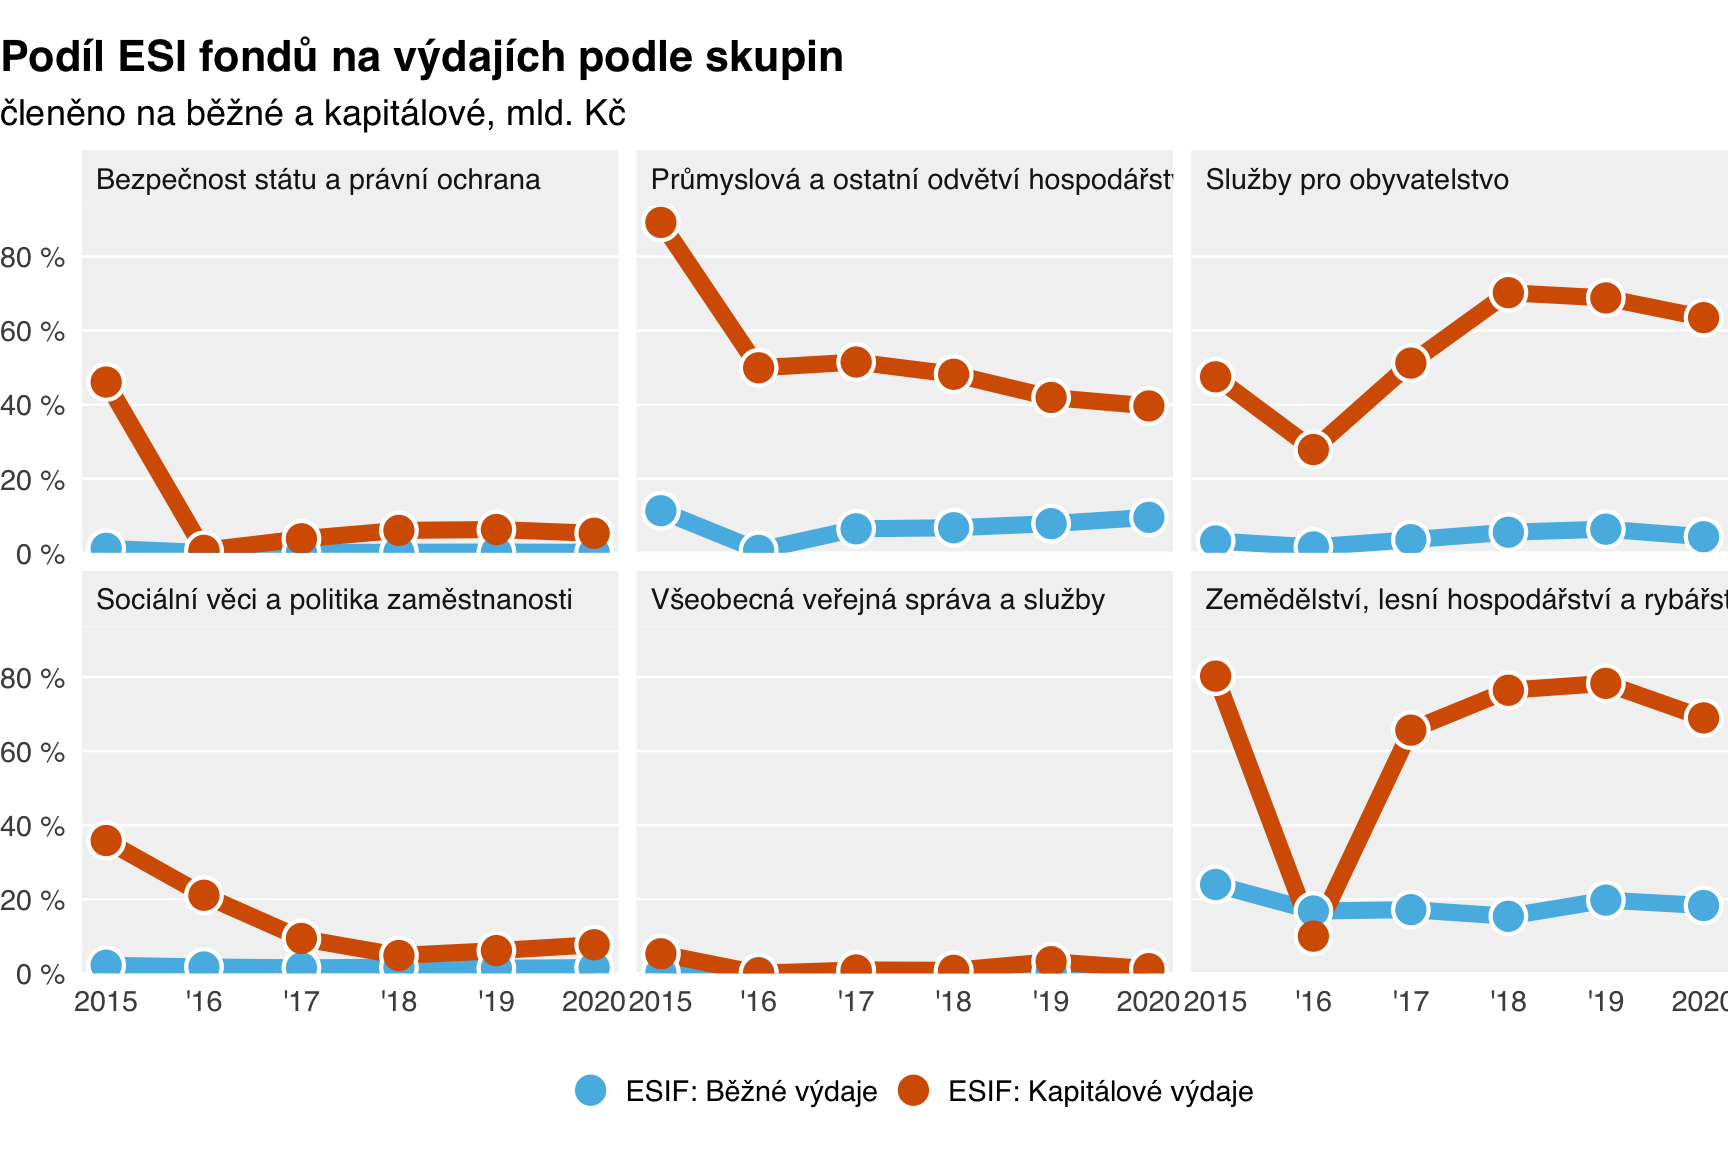 Podíl ESI fondů na výdajích podle skupin
členěno na běžné a kapitálové, mld. Kč
Bezpečnost státu a právní ochrana
Průmyslová a ostatní odvětví hospodářstv
Služby pro obyvatelstvo
80 %
60 %
40 %
20 %
0 %
Sociální věci a politika zaměstnanosti
Všeobecná veřejná správa a služby
Zemědělství, lesní hospodářství a rybářst
80 %
60 %
40 %
20 %
0 %
2015 '16 '17 '18 '19 2020 2015 '16 '17 '18 '19 2020 2015 '16 '17 '18 '19 2020
ESIF: Běžné výdaje ESIF: Kapitálové výdaje